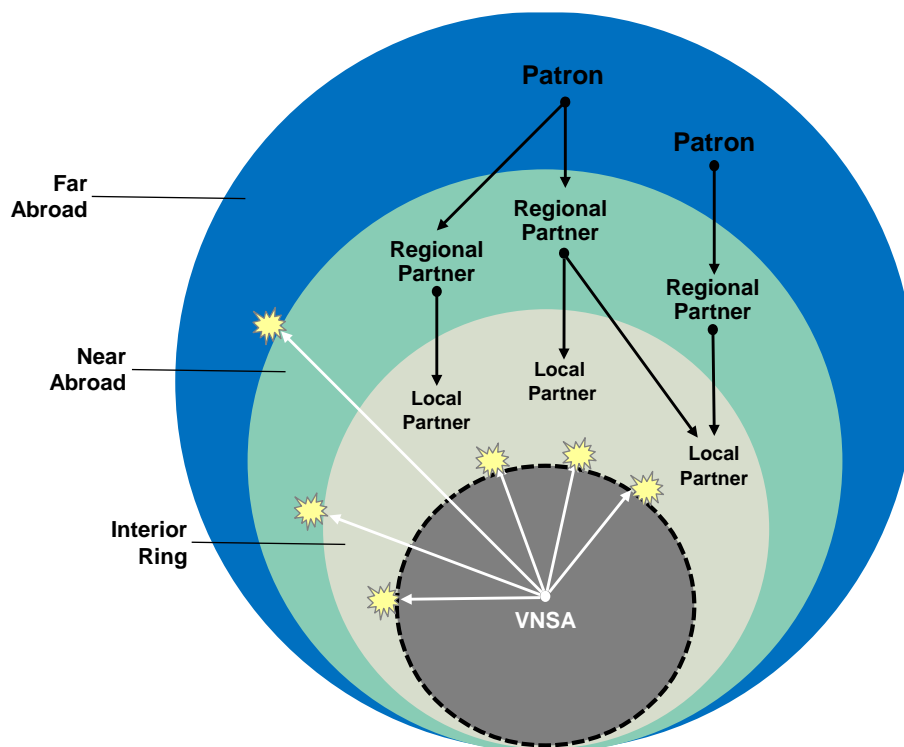 Patron
Patron
Far
Abroad
Regional
Partner
Regional
Partner
Regional
Partner
Near
Abroad
Local
Partner
Local
Partner
Local
Partner
Interior
Ring
VNSA